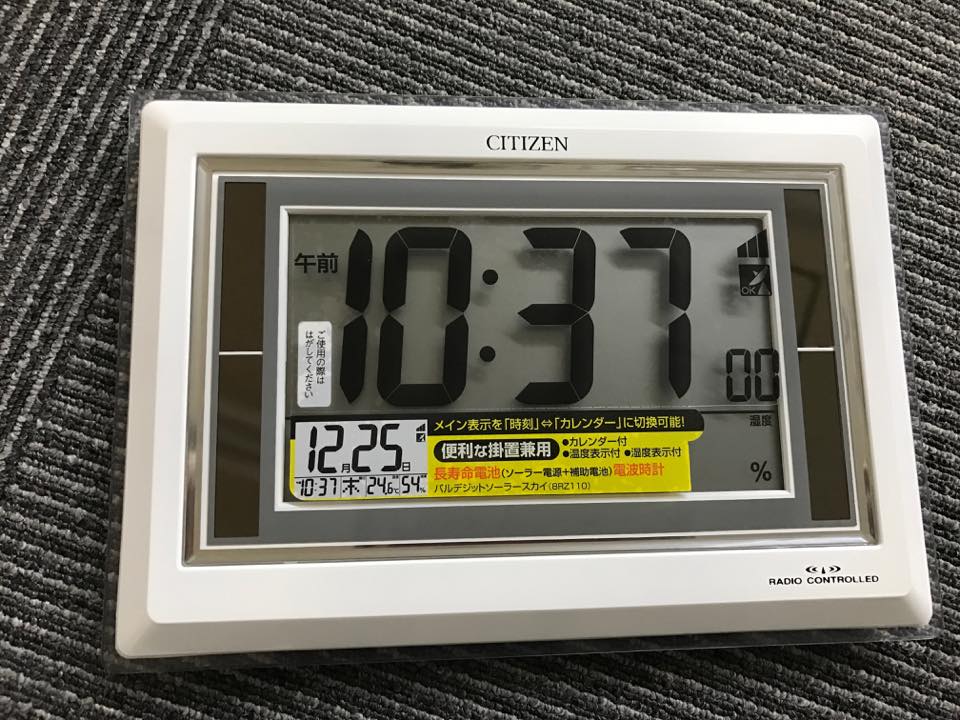 CITIZEN
午前
10:37
OK
00
ご使用の際は
はがしてください
湿度
%
メイン表示を「時刻」⇔「カレンダー」に切換可能!
12月25日
便利な掛置兼用
●カレンダー付
●温度表示付 ●湿度表示付
10:37 木 24.6℃ 54%
長寿命電池(ソーラー電源+補助電池)電波時計
パルデジットソーラースカイ(8RZ110)
RADIO CONTROLLED